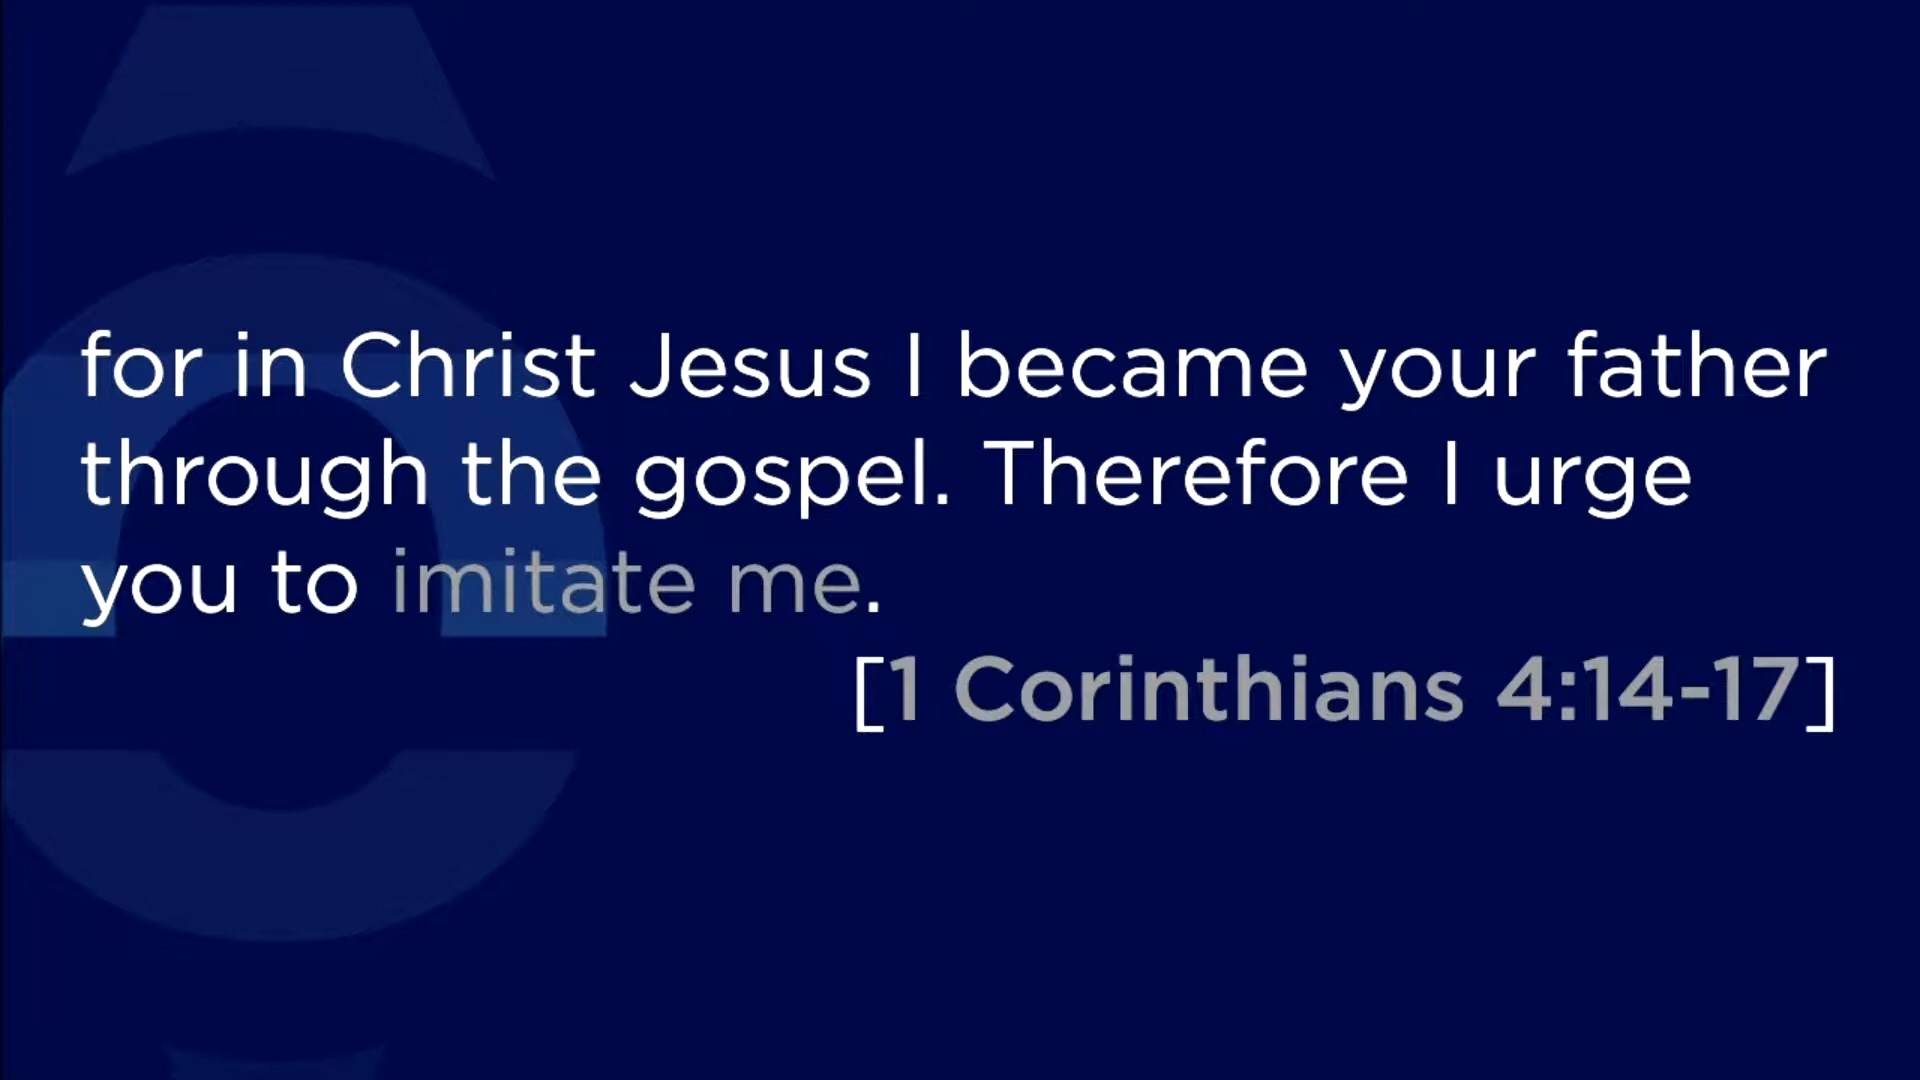 for in Christ Jesus I became your father
through the gospel. Therefore I urge
you to imitate me.
[1 Corinthians 4:14-17]